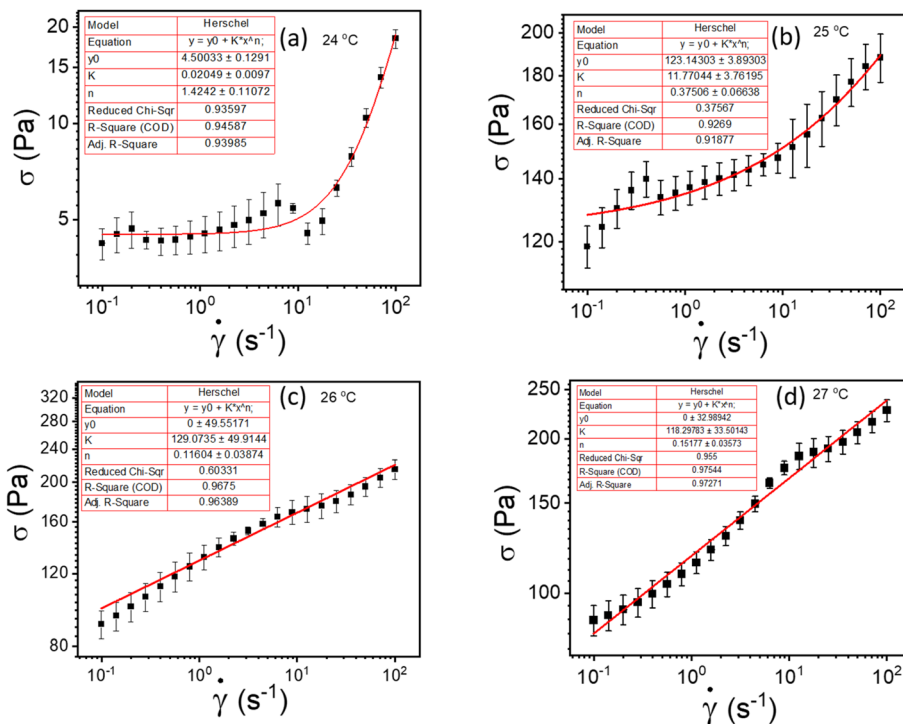 (a) 24 °C
Model Herschel
Equation y = y0 + K*x^n;
y0 4.50033 ± 0.1291
K 0.02049 ± 0.0097
n 1.4242 ± 0.11072
Reduced Chi-Sqr 0.93597
R-Square (COD) 0.94587
Adj. R-Square 0.93985
20
15
10
5
σ (Pa)
10⁻¹ 10⁰ 10¹ 10²
γ̇ (s⁻¹)
(b) 25 °C
Model Herschel
Equation y = y0 + K*x^n;
y0 123.14303 ± 3.89303
K 11.77044 ± 3.76195
n 0.37506 ± 0.06638
Reduced Chi-Sqr 0.37567
R-Square (COD) 0.9269
Adj. R-Square 0.91877
200
180
160
140
120
σ (Pa)
10⁻¹ 10⁰ 10¹ 10²
γ̇ (s⁻¹)
(c) 26 °C
Model Herschel
Equation y = y0 + K*x^n;
y0 0 ± 49.55171
K 129.0735 ± 49.9144
n 0.11604 ± 0.03874
Reduced Chi-Sqr 0.60331
R-Square (COD) 0.9675
Adj. R-Square 0.96389
320
280
240
200
160
120
80
σ (Pa)
10⁻¹ 10⁰ 10¹ 10²
γ̇ (s⁻¹)
(d) 27 °C
Model Herschel
Equation y = y0 + K*x^n;
y0 0 ± 32.98942
K 118.29783 ± 33.50143
n 0.15177 ± 0.03573
Reduced Chi-Sqr 0.955
R-Square (COD) 0.97544
Adj. R-Square 0.97271
250
200
150
100
σ (Pa)
10⁻¹ 10⁰ 10¹ 10²
γ̇ (s⁻¹)